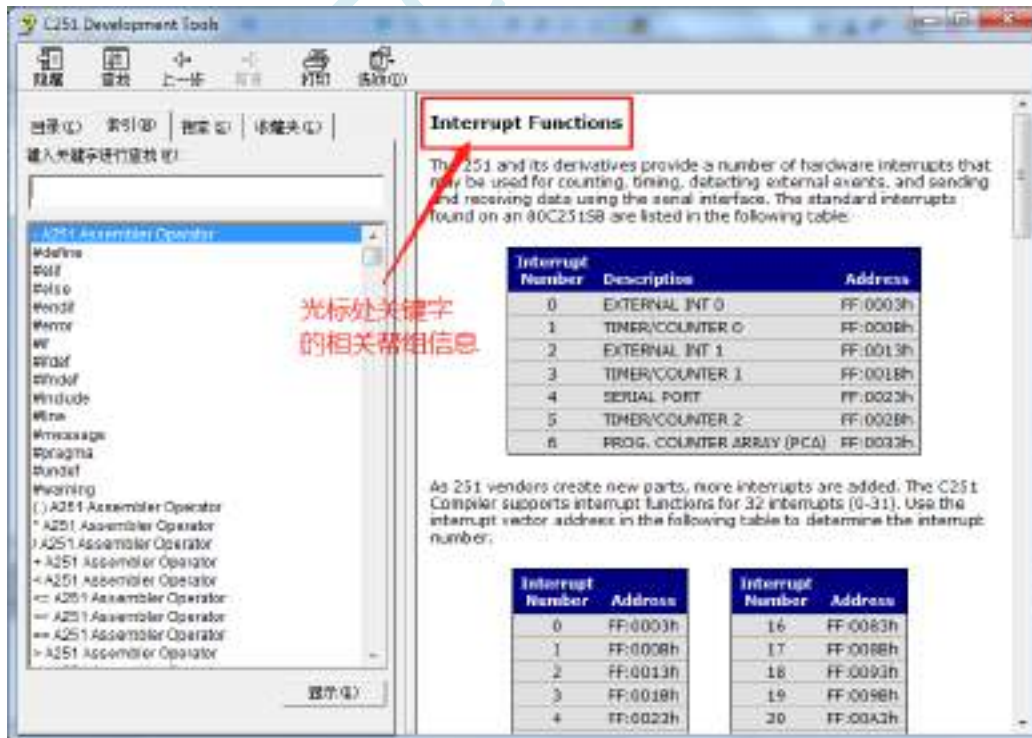 C251 Development Tools
隐藏 查找 上一步 前进 打印 选项(O)
目录(C) 索引(N) 搜索(S) 收藏夹(I)
键入关键字进行查找(W):
- A251 Assembler Operator
#define
#elif
#else
#endif
#error
#if
#ifdef
#ifndef
#include
#line
#message
#pragma
#undef
#warning
( ) A251 Assembler Operator
* A251 Assembler Operator
/ A251 Assembler Operator
+ A251 Assembler Operator
< A251 Assembler Operator
<= A251 Assembler Operator
== A251 Assembler Operator
> A251 Assembler Operator
显示(D)
光标处关键字
的相关帮组信息
Interrupt Functions
The 251 and its derivatives provide a number of hardware interrupts that
may be used for counting, timing, detecting external events, and sending
and receiving data using the serial interface. The standard interrupts
found on an 80C251SB are listed in the following table:
Interrupt
Number Description Address
0 EXTERNAL INT 0 FF:0003h
1 TIMER/COUNTER 0 FF:000Bh
2 EXTERNAL INT 1 FF:0013h
3 TIMER/COUNTER 1 FF:001Bh
4 SERIAL PORT FF:0023h
5 TIMER/COUNTER 2 FF:002Bh
6 PROG. COUNTER ARRAY (PCA) FF:0033h
As 251 vendors create new parts, more interrupts are added. The C251
Compiler supports interrupt functions for 32 interrupts (0-31). Use the
interrupt vector address in the following table to determine the interrupt
number.
Interrupt Interrupt
Number Address Number Address
0 FF:0003h 16 FF:0083h
1 FF:000Bh 17 FF:008Bh
2 FF:0013h 18 FF:0093h
3 FF:001Bh 19 FF:009Bh
4 FF:0023h 20 FF:00A3h